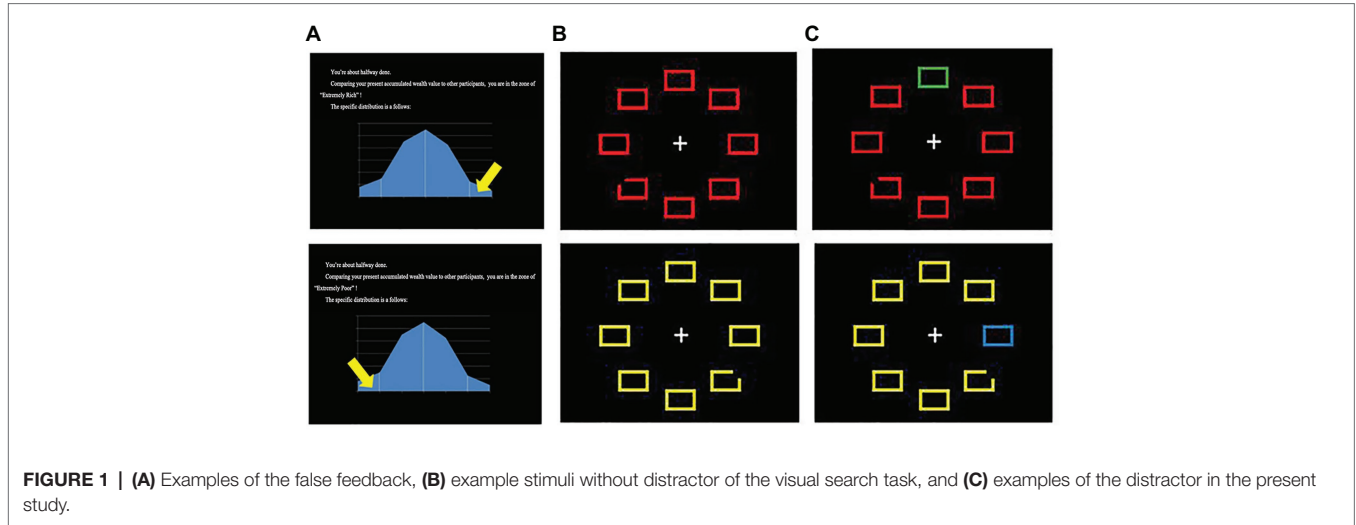 A
B
C
You're about halfway done.
Comparing your present accumulated wealth value to other participants, you are in the zone of
"Extremely Rich" !
The specific distribution is a follows:
You're about halfway done.
Comparing your present accumulated wealth value to other participants, you are in the zone of
"Extremely Poor" !
The specific distribution is a follows:
FIGURE 1 | (A) Examples of the false feedback, (B) example stimuli without distractor of the visual search task, and (C) examples of the distractor in the present
study.